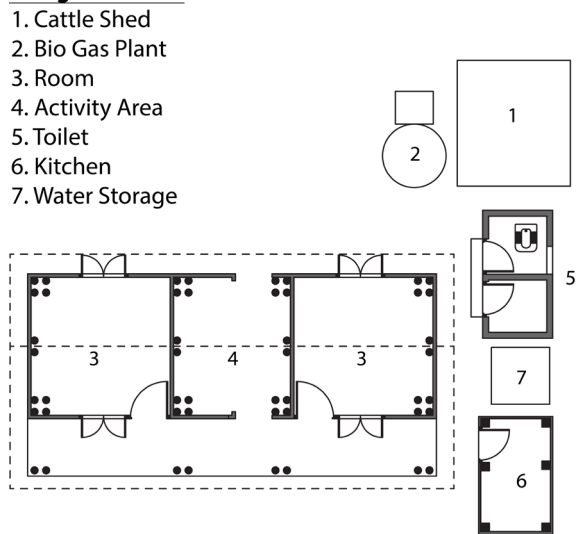 1. Cattle Shed
2. Bio Gas Plant
3. Room
4. Activity Area
5. Toilet
6. Kitchen
7. Water Storage
1
2
5
3
4
3
7
6